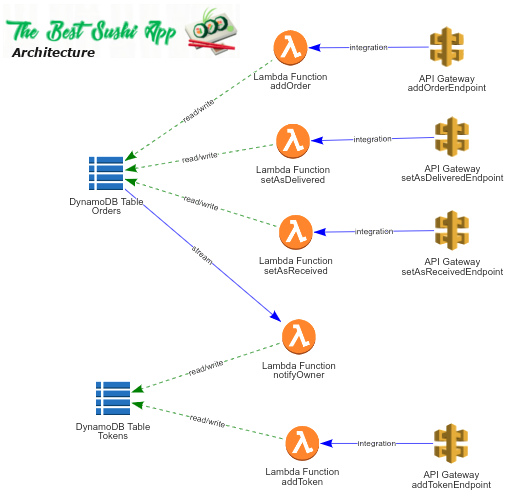 The Best Sushi App
Architecture
Lambda Function
addOrder
integration
API Gateway
addOrderEndpoint
read/write
Lambda Function
setAsDelivered
integration
API Gateway
setAsDeliveredEndpoint
read/write
DynamoDB Table
Orders
read/write
Lambda Function
setAsReceived
integration
API Gateway
setAsReceivedEndpoint
stream
Lambda Function
notifyOwner
read/write
DynamoDB Table
Tokens
read/write
Lambda Function
addToken
integration
API Gateway
addTokenEndpoint